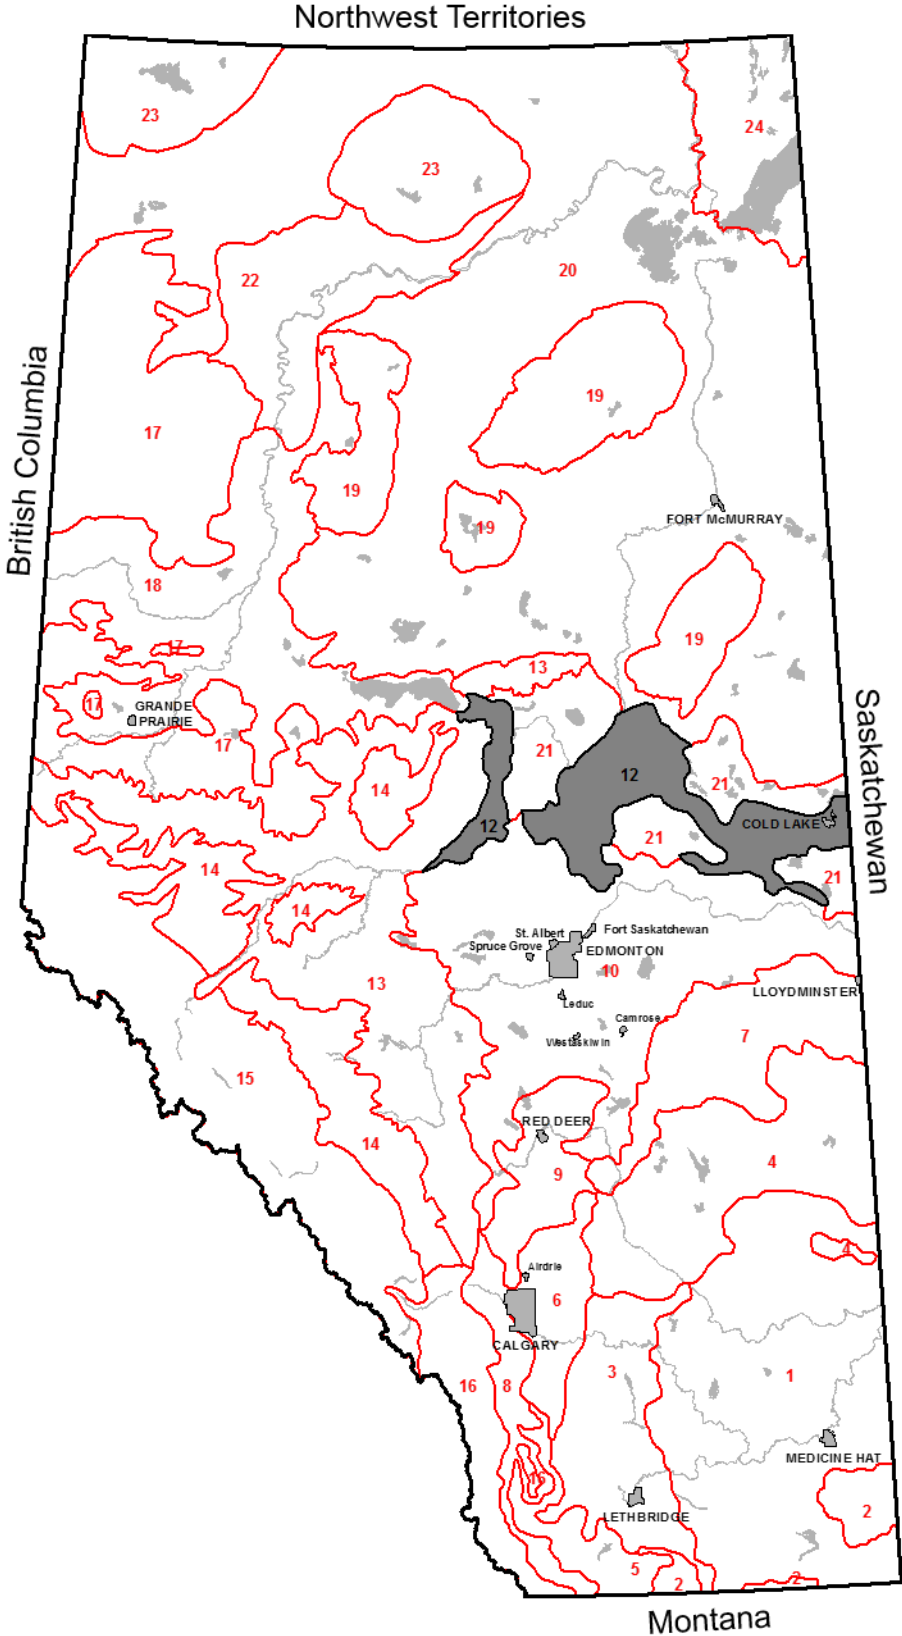 Northwest Territories
23
24
23
22
20
19
British Columbia
17
19
19
FORT McMURRAY
18
19
17
13
17
GRANDE
PRAIRIE
Saskatchewan
17
21
12
21
14
12
COLD LAKE
21
14
21
14
St. Albert
Fort Saskatchewan
Spruce Grove
EDMONTON
10
13
LLOYDMINSTER
Leduc
Camrose
7
Wetaskiwin
15
RED DEER
14
9
4
4
Airdrie
6
CALGARY
3
1
16
8
MEDICINE HAT
16
2
LETHBRIDGE
5
2
2
Montana